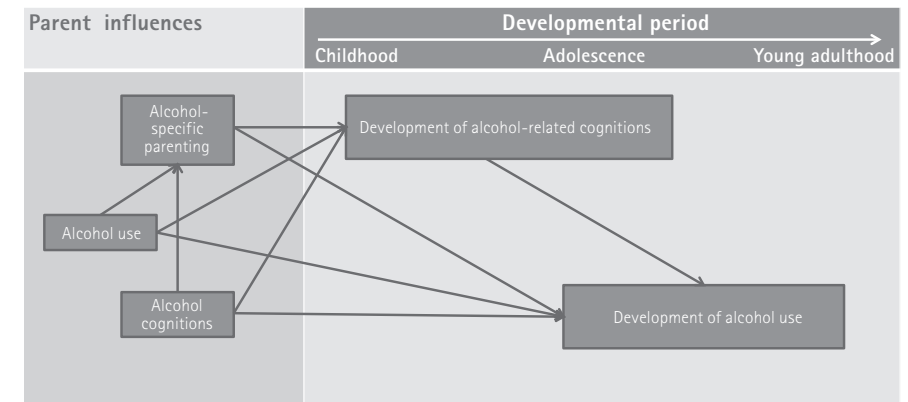 Parent influences
Developmental period
Childhood Adolescence Young adulthood
Alcohol-
specific
parenting
Development of alcohol-related cognitions
Alcohol use
Alcohol
cognitions
Development of alcohol use